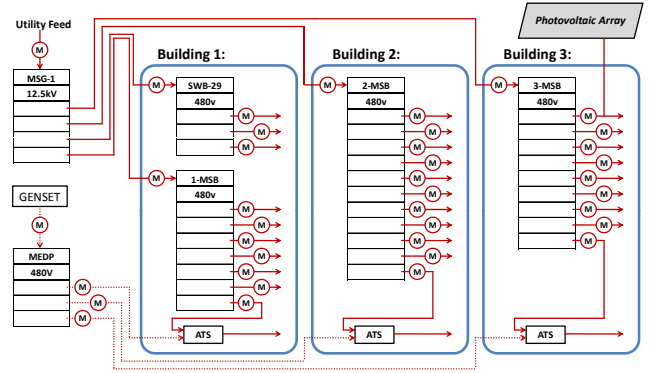 Photovoltaic Array
Utility Feed
M
MSG-1
12.5kV
GENSET
M
MEDP
480V
M
M
M
Building 1:
M
SWB-29
480v
M
M
M
M
1-MSB
480v
M
M
M
M
M
M
M
ATS
Building 2:
M
2-MSB
480v
M
M
M
M
M
M
M
M
M
M
M
ATS
Building 3:
M
3-MSB
480v
M
M
M
M
M
M
M
M
M
ATS